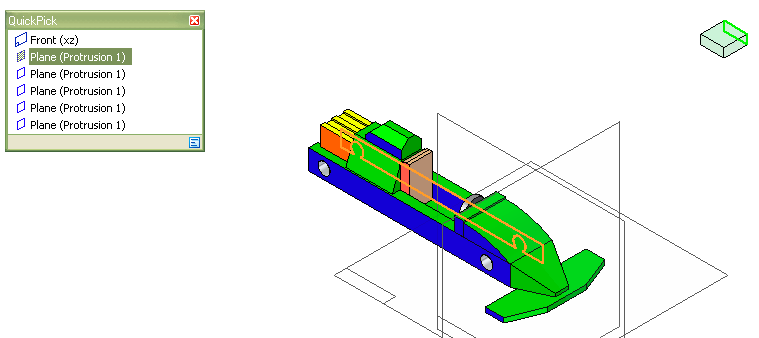 QuickPick
Front (xz)
Plane (Protrusion 1)
Plane (Protrusion 1)
Plane (Protrusion 1)
Plane (Protrusion 1)
Plane (Protrusion 1)